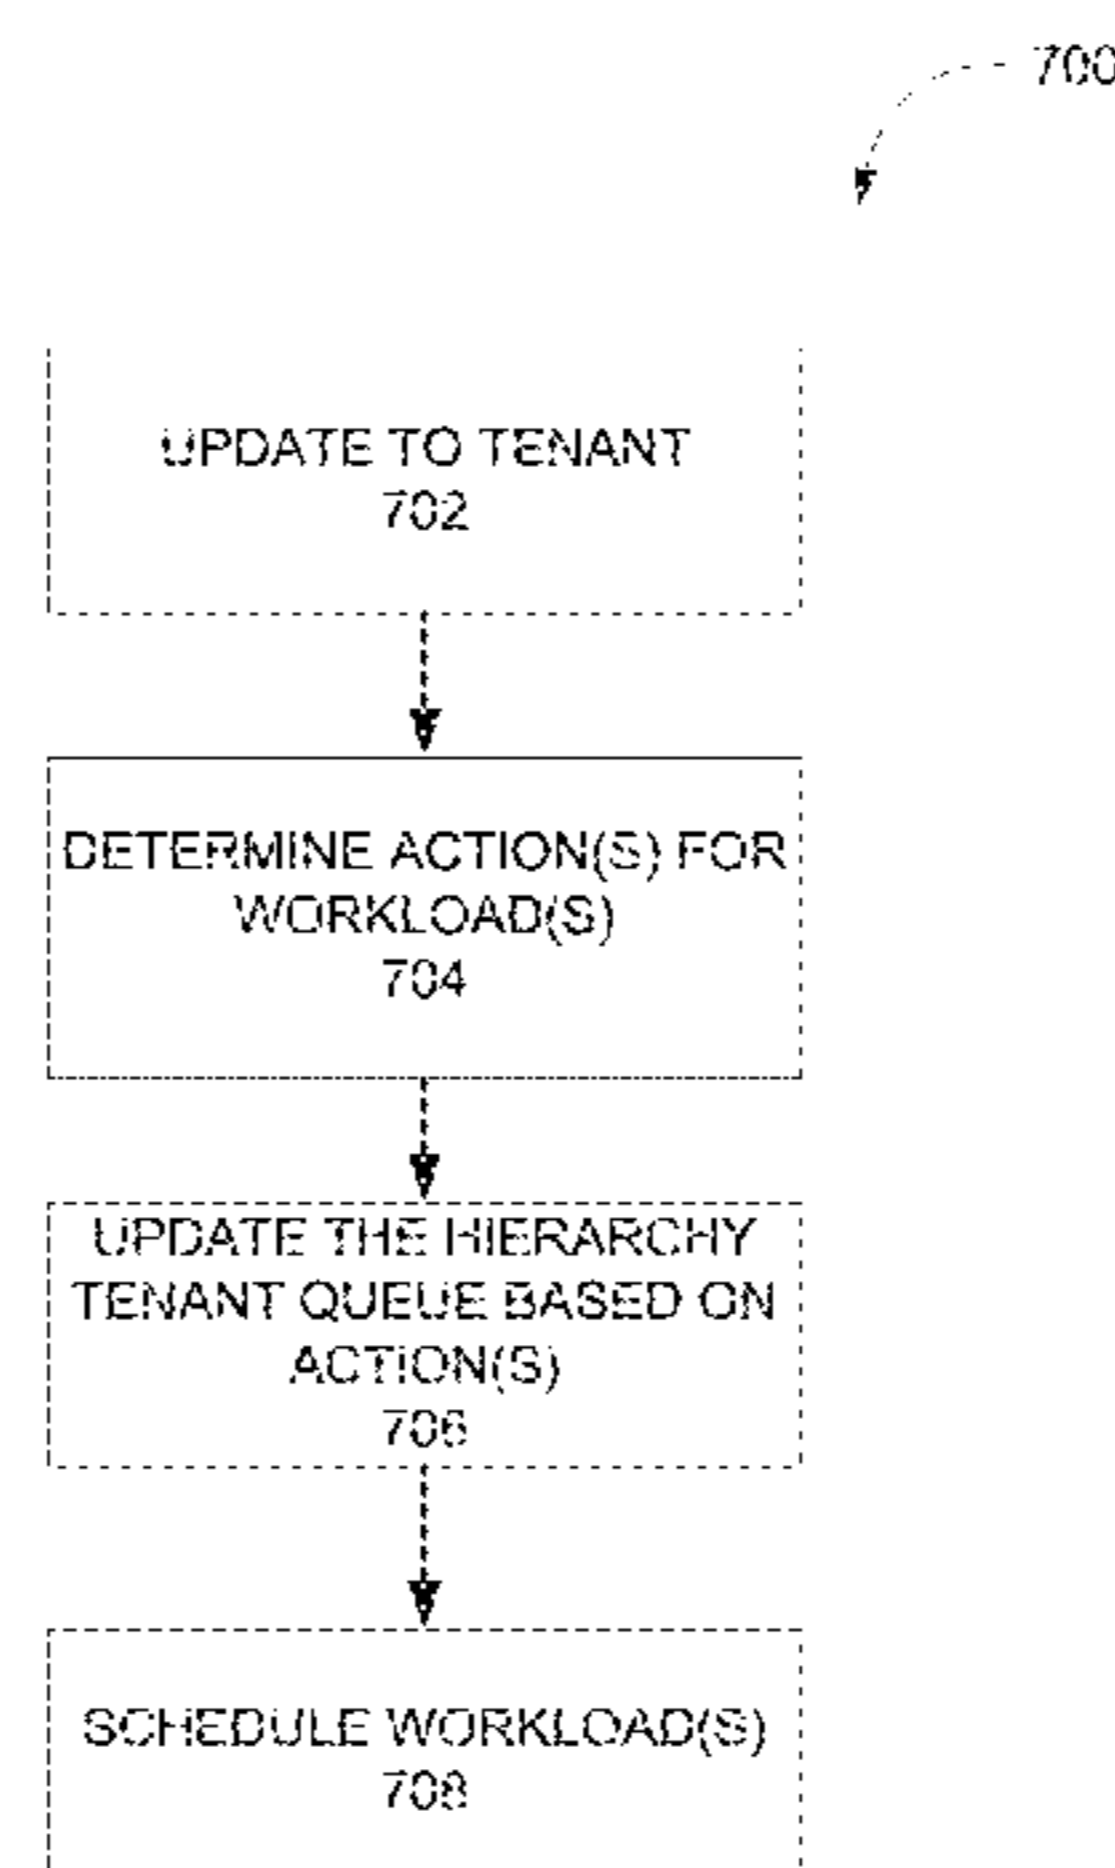 700
UPDATE TO TENANT
702
DETERMINE ACTION(S) FOR
WORKLOAD(S)
704
UPDATE THE HIERARCHY
TENANT QUEUE BASED ON
ACTION(S)
706
SCHEDULE WORKLOAD(S)
708